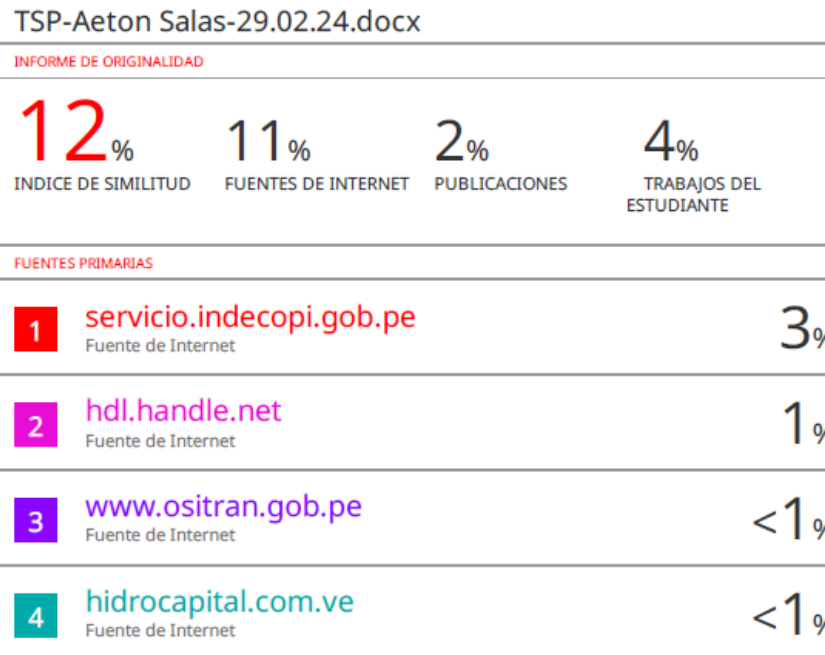 TSP-Aeton Salas-29.02.24.docx
INFORME DE ORIGINALIDAD
12% 11% 2% 4%
INDICE DE SIMILITUD FUENTES DE INTERNET PUBLICACIONES TRABAJOS DEL
ESTUDIANTE
FUENTES PRIMARIAS
1 servicio.indecopi.gob.pe 3%
Fuente de Internet
2 hdl.handle.net 1%
Fuente de Internet
3 www.ositran.gob.pe <1%
Fuente de Internet
4 hidrocapital.com.ve <1%
Fuente de Internet